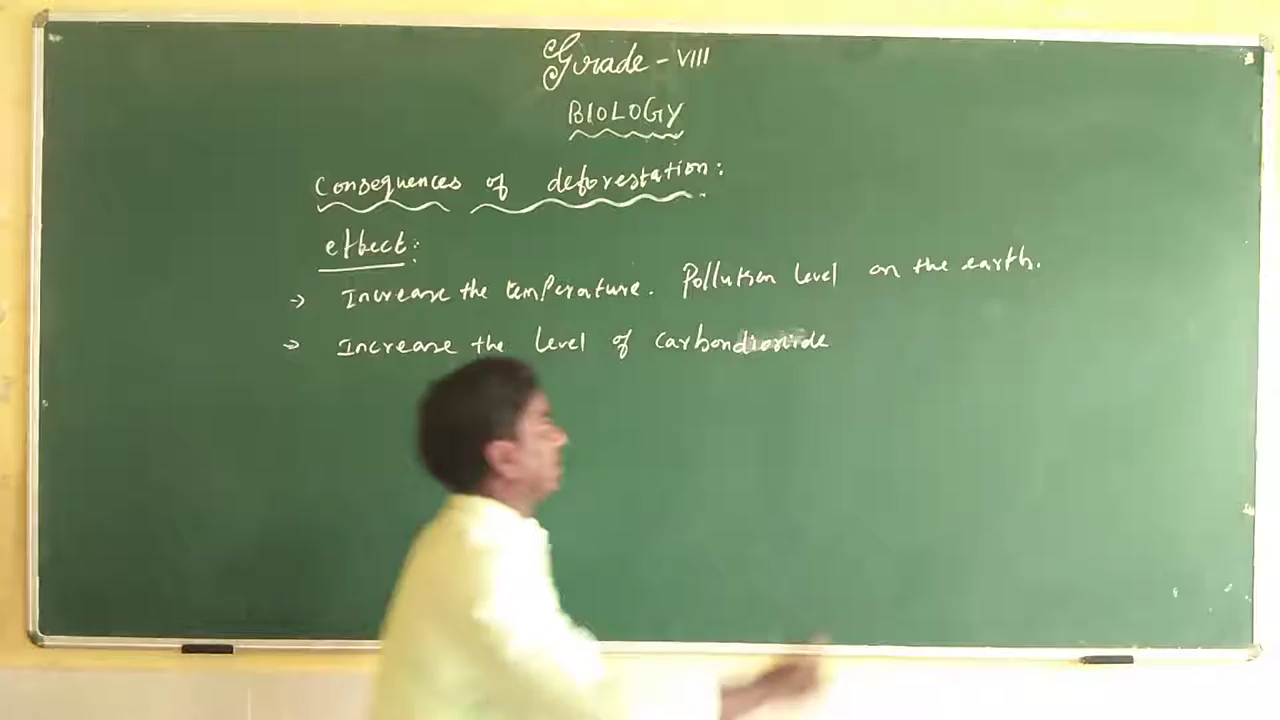 Grade - VIII
BIOLOGY
Consequences of deforestation:
effect:
→ Increase the temperature. Pollution level on the earth.
→ Increase the level of carbondioxide